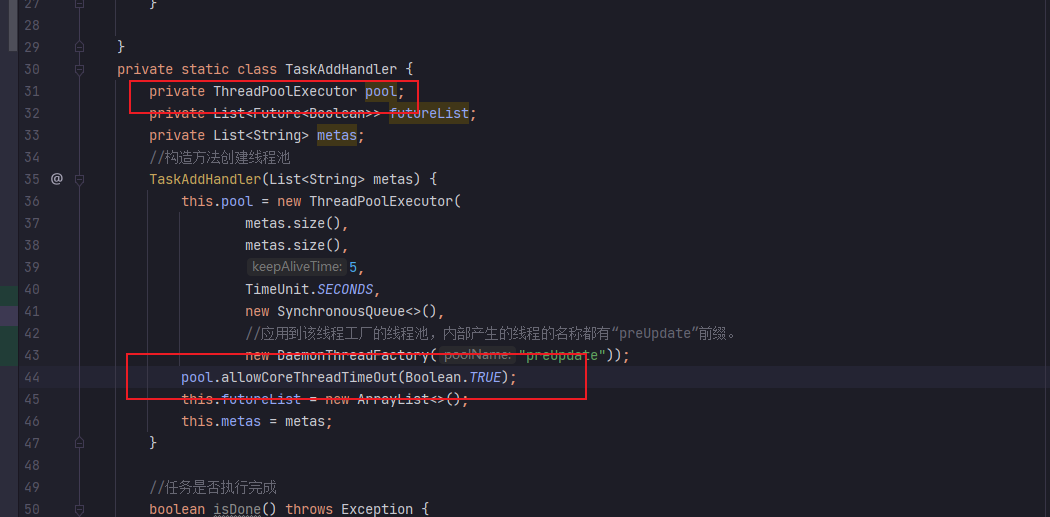 27 }
28
29 }
30 private static class TaskAddHandler {
31 private ThreadPoolExecutor pool;
32 private List<Future<Boolean>> futureList;
33 private List<String> metas;
34 //构造方法创建线程池
35 @ TaskAddHandler(List<String> metas) {
36 this.pool = new ThreadPoolExecutor(
37 metas.size(),
38 metas.size(),
39 keepAliveTime: 5,
40 TimeUnit.SECONDS,
41 new SynchronousQueue<>(),
42 //应用到该线程工厂的线程池，内部产生的线程的名称都有“preUpdate”前缀。
43 new DaemonThreadFactory( poolName: "preUpdate"));
44 pool.allowCoreThreadTimeOut(Boolean.TRUE);
45 this.futureList = new ArrayList<>();
46 this.metas = metas;
47 }
48
49 //任务是否执行完成
50 boolean isDone() throws Exception {